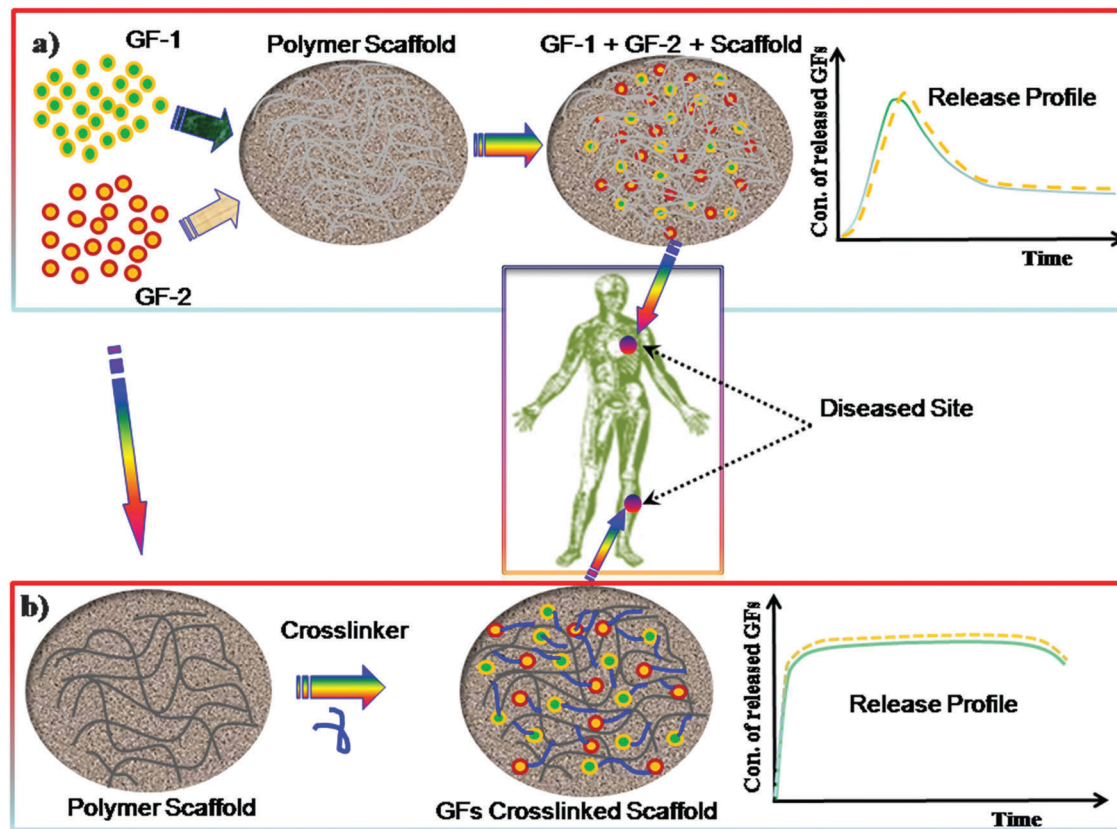 a)
GF-1
Polymer Scaffold
GF-1 + GF-2 + Scaffold
GF-2
Con. of released GFs
Release Profile
Time
Diseased Site
b)
Crosslinker
Polymer Scaffold
GFs Crosslinked Scaffold
Con. of released GFs
Release Profile
Time